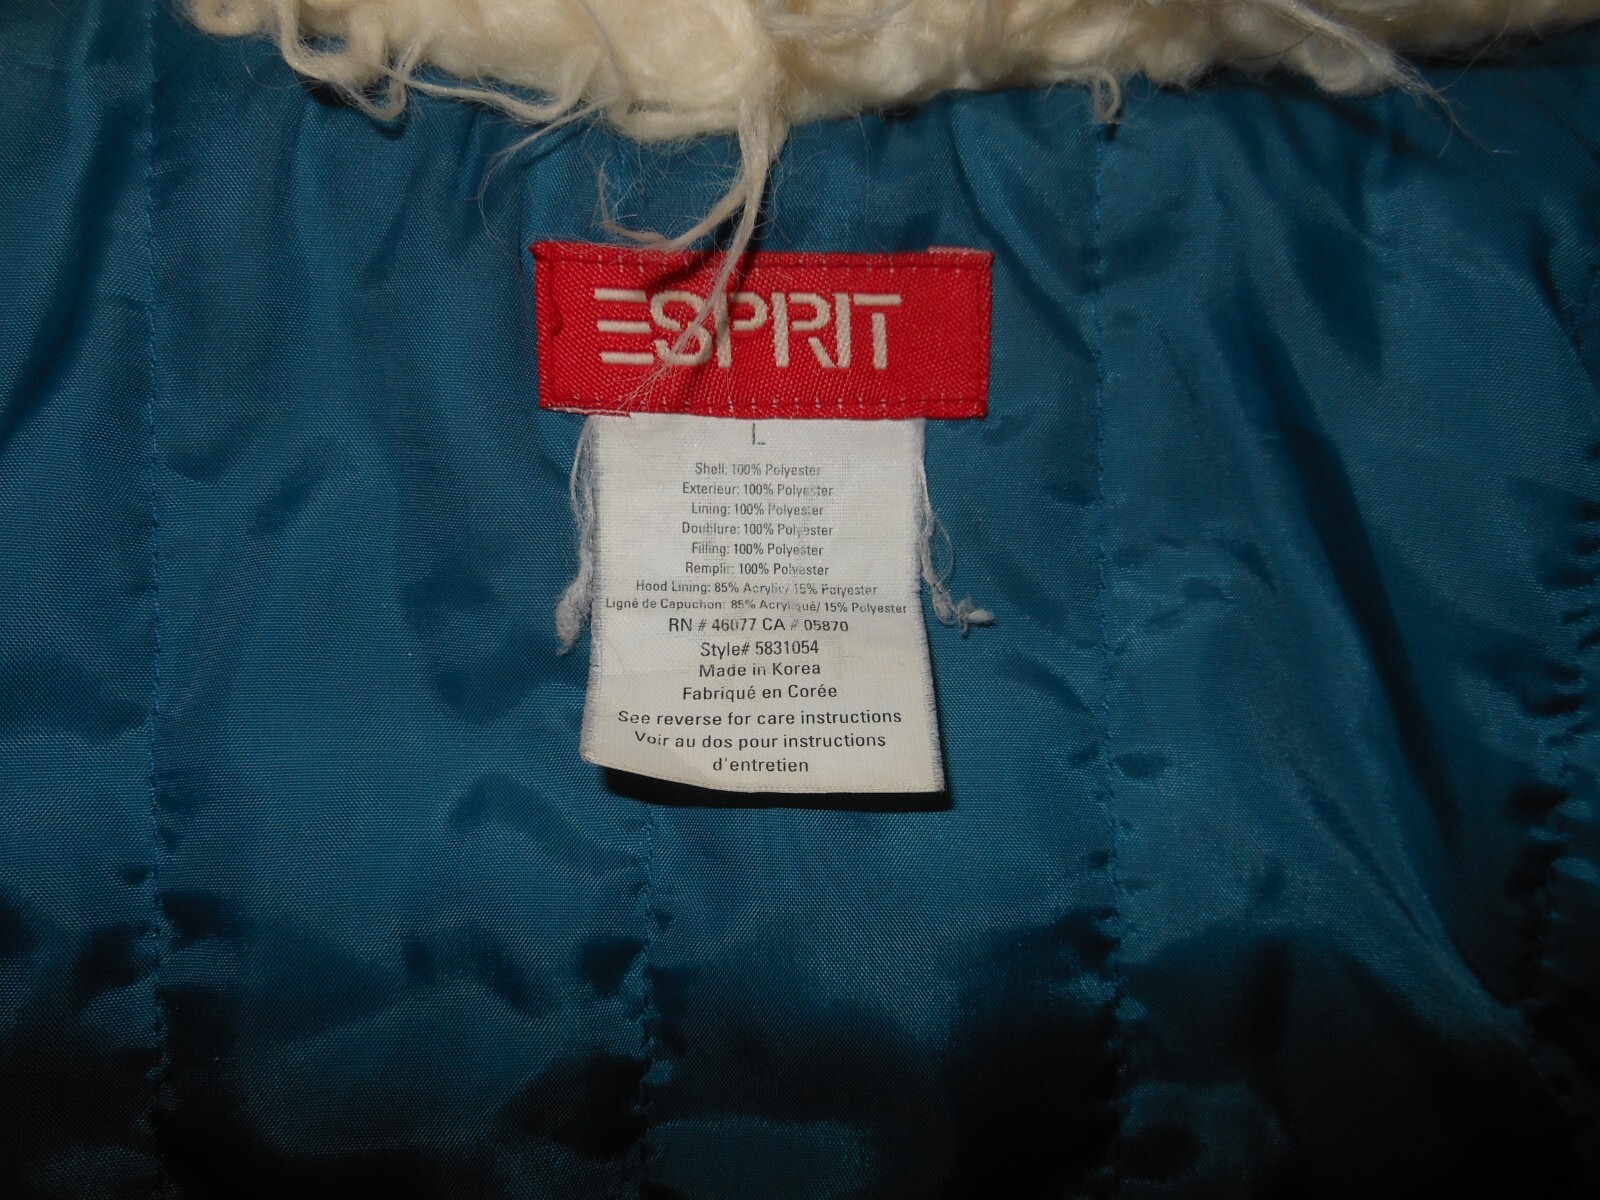 ESPRIT
L
Shell: 100% Polyester
Exterieur: 100% Polyester
Lining: 100% Polyester
Doublure: 100% Polyester
Filling: 100% Polyester
Remplir: 100% Polyester
Hood Lining: 85% Acrylic/ 15% Polyester
Ligné de Capuchon: 85% Acryliqué/ 15% Polyester
RN # 46077 CA # 05870
Style# 5831054
Made in Korea
Fabriqué en Corée
See reverse for care instructions
Voir au dos pour instructions
d'entretien